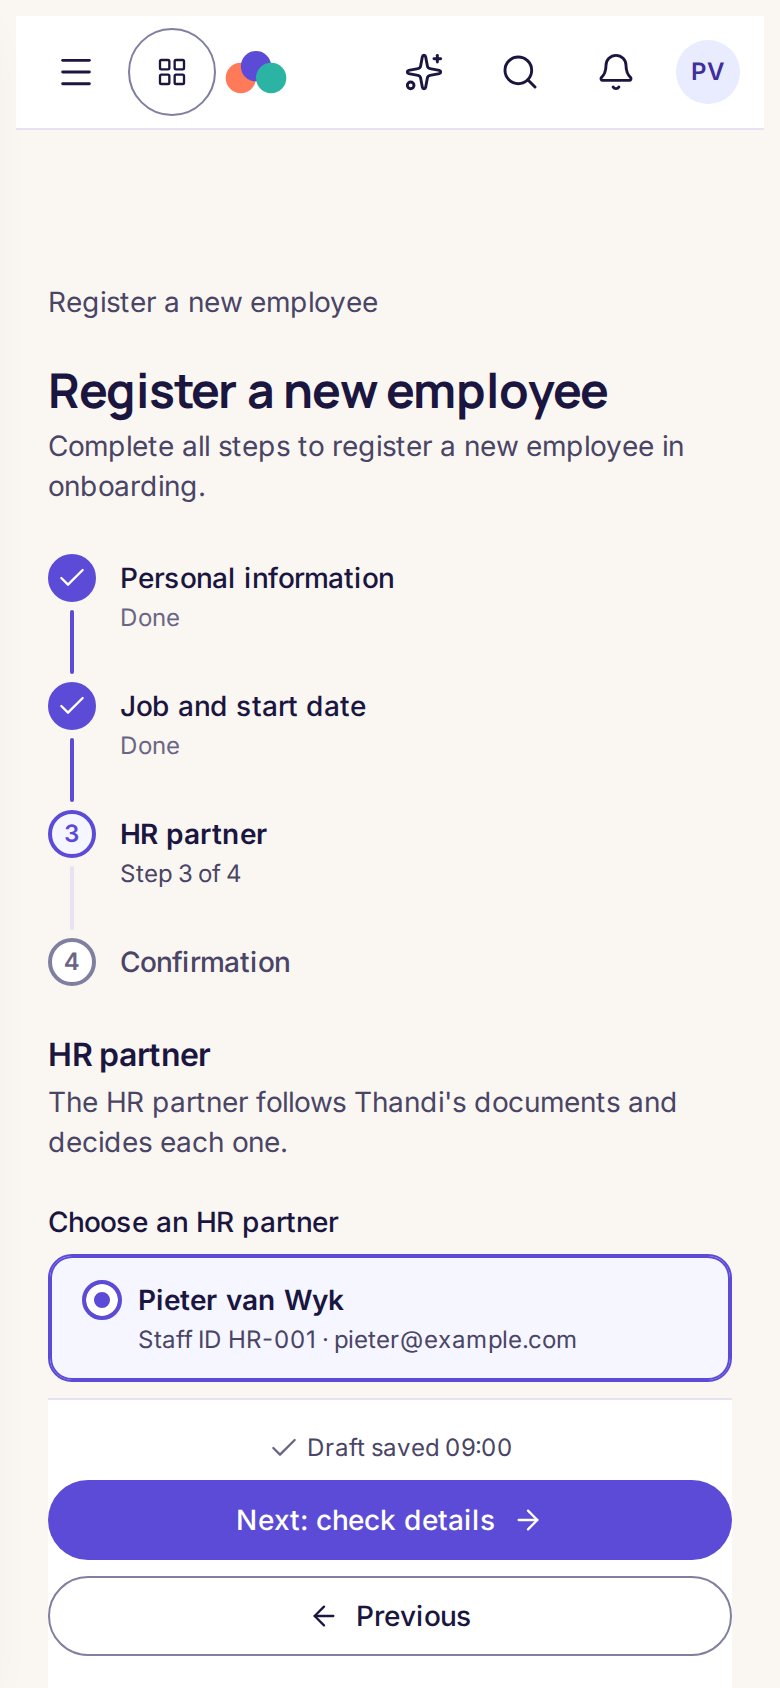 PV
Register a new employee
Register a new employee
Complete all steps to register a new employee in
onboarding.
Personal information
Done
Job and start date
Done
3
HR partner
Step 3 of 4
4
Confirmation
HR partner
The HR partner follows Thandi's documents and
decides each one.
Choose an HR partner
Pieter van Wyk
Staff ID HR-001 · pieter@example.com
Draft saved 09:00
Next: check details
Previous